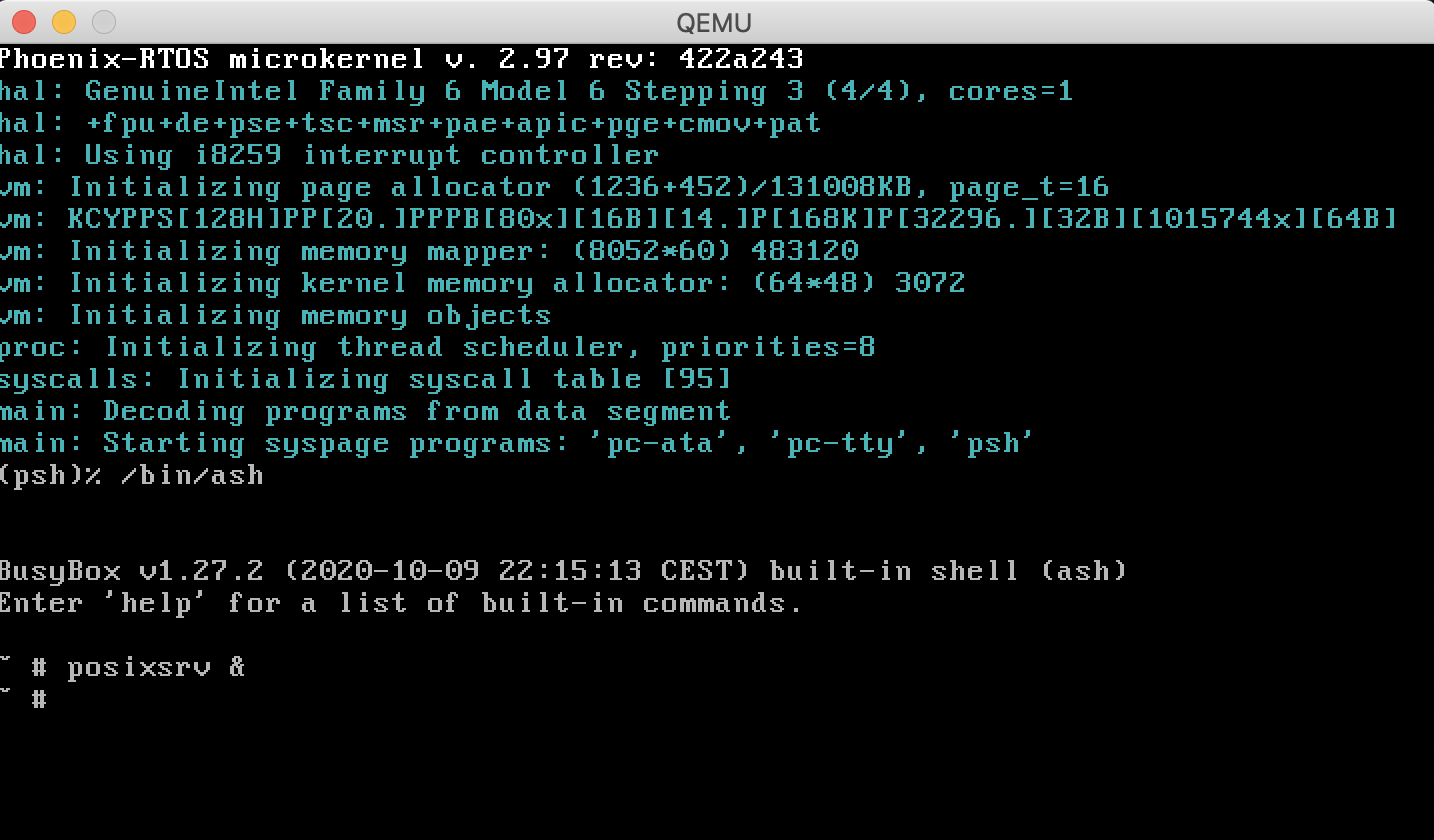 QEMU
Phoenix-RTOS microkernel v. 2.97 rev: 422a243
hal: GenuineIntel Family 6 Model 6 Stepping 3 (4/4), cores=1
hal: +fpu+de+pse+tsc+msr+pae+apic+pge+cmov+pat
hal: Using i8259 interrupt controller
vm: Initializing page allocator (1236+452)/131008KB, page_t=16
vm: KCYPPS[128H]PP[20.]PPPB[80x][16B][14.]P[168K]P[32296.][32B][1015744x][64B]
vm: Initializing memory mapper: (8052*60) 483120
vm: Initializing kernel memory allocator: (64*48) 3072
vm: Initializing memory objects
proc: Initializing thread scheduler, priorities=8
syscalls: Initializing syscall table [95]
main: Decoding programs from data segment
main: Starting syspage programs: 'pc-ata', 'pc-tty', 'psh'
(psh)% /bin/ash
BusyBox v1.27.2 (2020-10-09 22:15:13 CEST) built-in shell (ash)
Enter 'help' for a list of built-in commands.
~ # posixsrv &
~ #